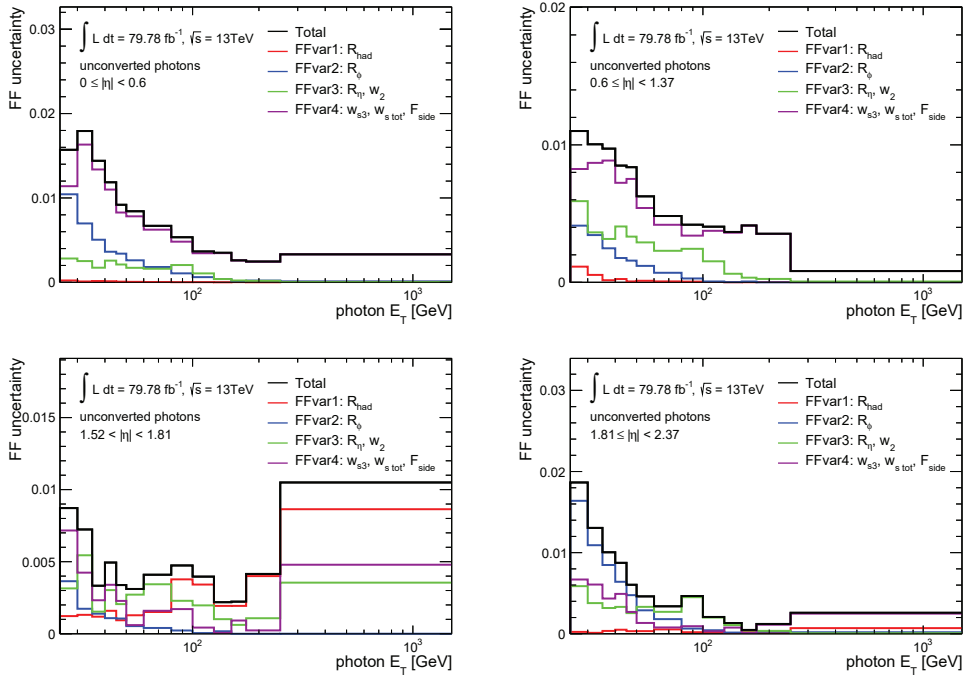 FF uncertainty
0.03
0.02
0.01
0
∫ L dt = 79.78 fb⁻¹, √s = 13TeV
unconverted photons
0 ≤ |η| < 0.6
Total
FFvar1: R_had
FFvar2: R_ϕ
FFvar3: R_η, w_2
FFvar4: w_s3, w_s tot, F_side
10²
10³
photon E_T [GeV]
FF uncertainty
0.02
0.01
0
∫ L dt = 79.78 fb⁻¹, √s = 13TeV
unconverted photons
0.6 ≤ |η| < 1.37
Total
FFvar1: R_had
FFvar2: R_ϕ
FFvar3: R_η, w_2
FFvar4: w_s3, w_s tot, F_side
10²
10³
photon E_T [GeV]
FF uncertainty
0.015
0.01
0.005
0
∫ L dt = 79.78 fb⁻¹, √s = 13TeV
unconverted photons
1.52 < |η| < 1.81
Total
FFvar1: R_had
FFvar2: R_ϕ
FFvar3: R_η, w_2
FFvar4: w_s3, w_s tot, F_side
10²
10³
photon E_T [GeV]
FF uncertainty
0.03
0.02
0.01
0
∫ L dt = 79.78 fb⁻¹, √s = 13TeV
unconverted photons
1.81 ≤ |η| < 2.37
Total
FFvar1: R_had
FFvar2: R_ϕ
FFvar3: R_η, w_2
FFvar4: w_s3, w_s tot, F_side
10²
10³
photon E_T [GeV]